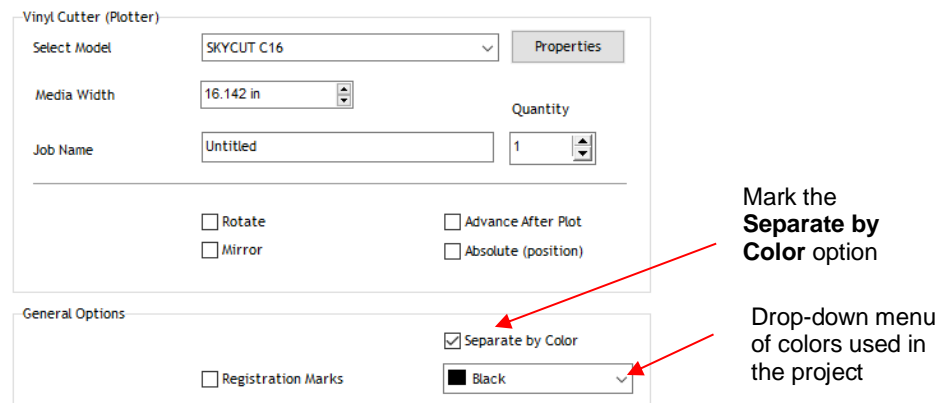 Vinyl Cutter (Plotter)
Select Model
SKYCUT C16
Properties
Media Width
16.142 in
Quantity
Job Name
Untitled
1
Rotate
Advance After Plot
Mirror
Absolute (position)
Mark the
Separate by
Color option
General Options
Separate by Color
Registration Marks
Black
Drop-down menu
of colors used in
the project